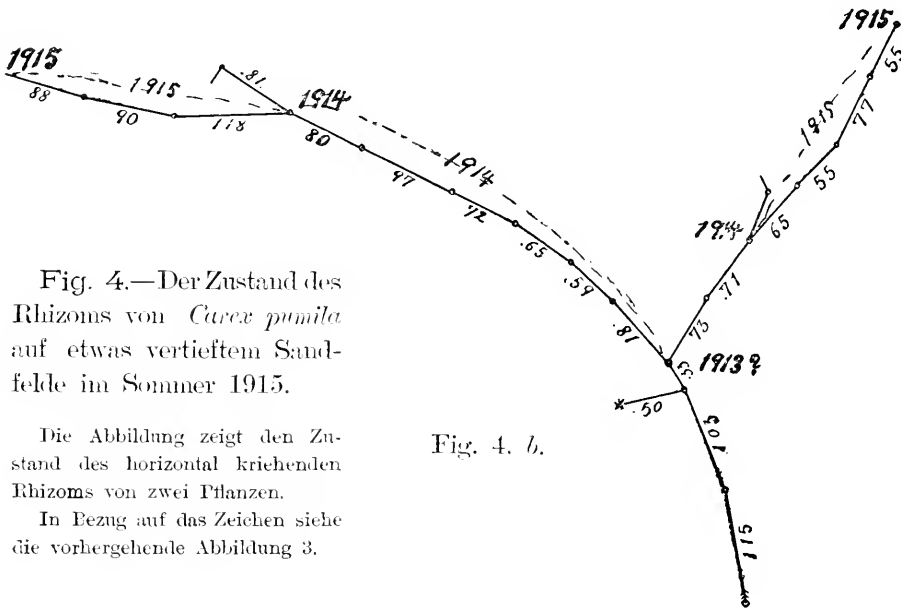 1915
1915
88
90
118
.81
1914
80
97
72
.65
.59
.81
1914
1915
55
77
55
65
1915
.71
73
1913?
.33
.50
105
115
Fig. 4.—Der Zustand des
Rhizoms von Carex pumila
auf etwas vertieftem Sand-
felde im Sommer 1915.
Die Abbildung zeigt den Zu-
stand des horizontal kriehenden
Rhizoms von zwei Pflanzen.
In Bezug auf das Zeichen siehe
die vorhergehende Abbildung 3.
Fig. 4. b.